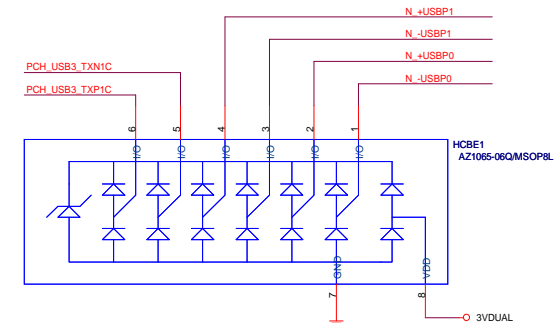 N_+USBP1
N_-USBP1
N_+USBP0
N_-USBP0
PCH_USB3_TXN1C
PCH_USB3_TXP1C
6
5
4
3
2
1
I/O
I/O
I/O
I/O
I/O
I/O
HCBE1
AZ1065-06Q/MSOP8L
GND
VDD
7
8
3VDUAL